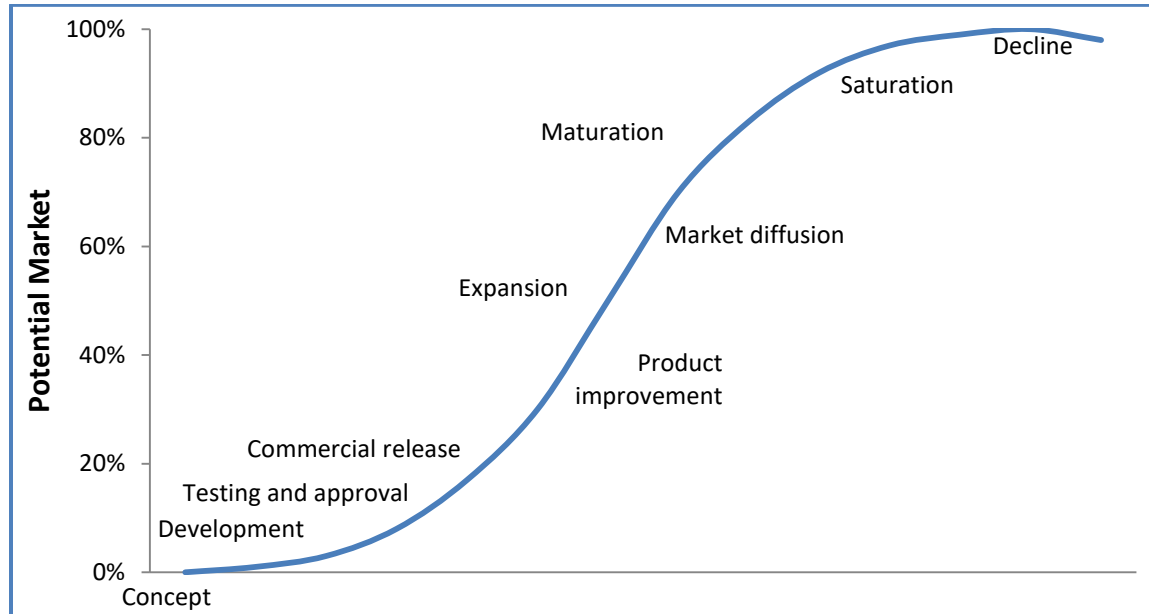 100%
80%
60%
40%
20%
0%
Potential Market
Decline
Saturation
Maturation
Market diffusion
Expansion
Product
improvement
Commercial release
Testing and approval
Development
Concept